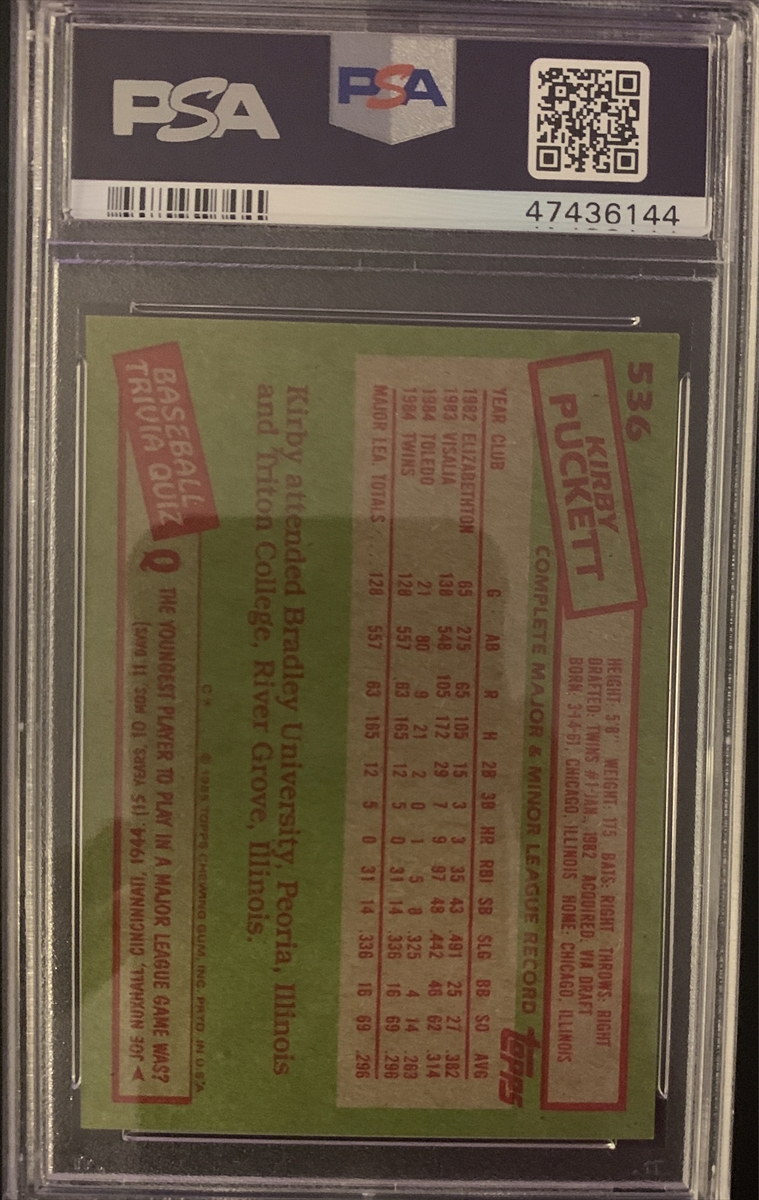 PSA
PSA
47436144
536
KIRBY
PUCKETT
HEIGHT: 5'8" WEIGHT: 175 BATS: RIGHT THROWS: RIGHT
DRAFTED: TWINS #1-JAN., 1982 ACQUIRED: VIA DRAFT
BORN: 3-14-61, CHICAGO, ILLINOIS HOME: CHICAGO, ILLINOIS
COMPLETE MAJOR & MINOR LEAGUE RECORD
topps
YEAR CLUB G AB R H 2B 3B HR RBI SB SLG BB SO AVG
1982 ELIZABETHTON 65 275 65 105 15 3 3 35 43 .491 25 27 .382
1983 VISALIA 138 548 105 172 29 7 9 97 48 .442 46 62 .314
1984 TOLEDO 21 80 9 21 2 0 1 5 8 .325 4 14 .263
1984 TWINS 128 557 63 165 12 5 0 31 14 .336 16 69 .296
MAJOR LEA. TOTALS 128 557 63 165 12 5 0 31 14 .336 16 69 .296
Kirby attended Bradley University, Peoria, Illinois
and Triton College, River Grove, Illinois.
C* © 1985 TOPPS CHEWING GUM, INC. PRTD. IN U.S.A.
BASEBALL
TRIVIA QUIZ
Q THE YOUNGEST PLAYER TO PLAY IN A MAJOR LEAGUE GAME WAS?
JOE NUXHALL, CINCINNATI, 1944. (15 YEARS, 10 MOS. 11 DAYS)